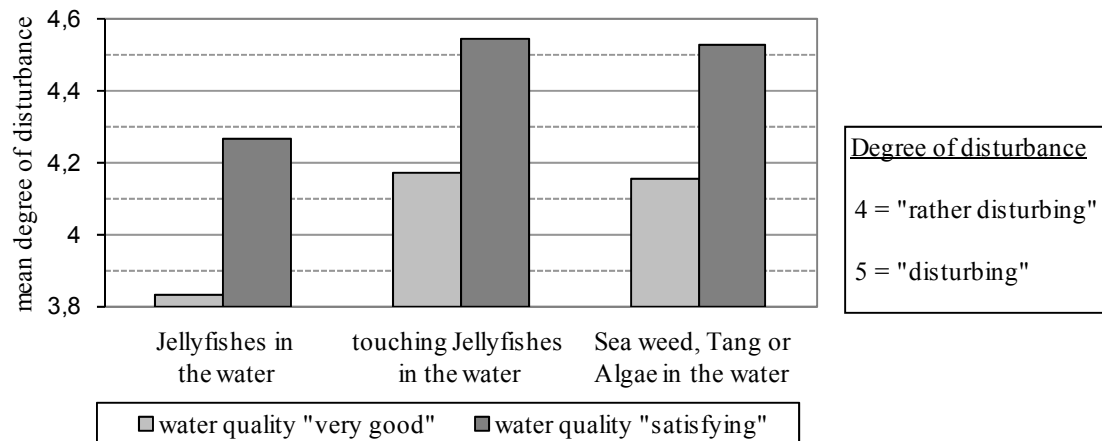 mean degree of disturbance
4,6
4,4
4,2
4
3,8
Jellyfishes in
the water
touching Jellyfishes
in the water
Sea weed, Tang or
Algae in the water
water quality "very good"
water quality "satisfying"
Degree of disturbance
4 = "rather disturbing"
5 = "disturbing"